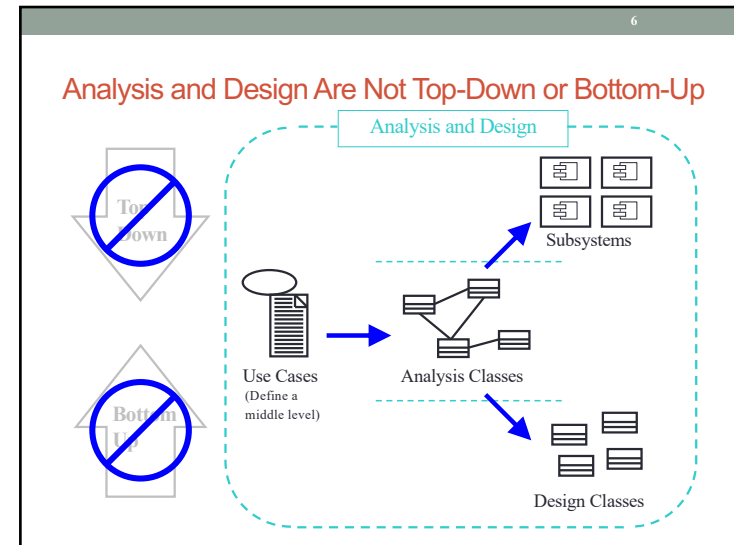 6
Analysis and Design Are Not Top-Down or Bottom-Up
Analysis and Design
Top
Down
Subsystems
Use Cases
(Define a
middle level)
Analysis Classes
Bottom
Up
Design Classes